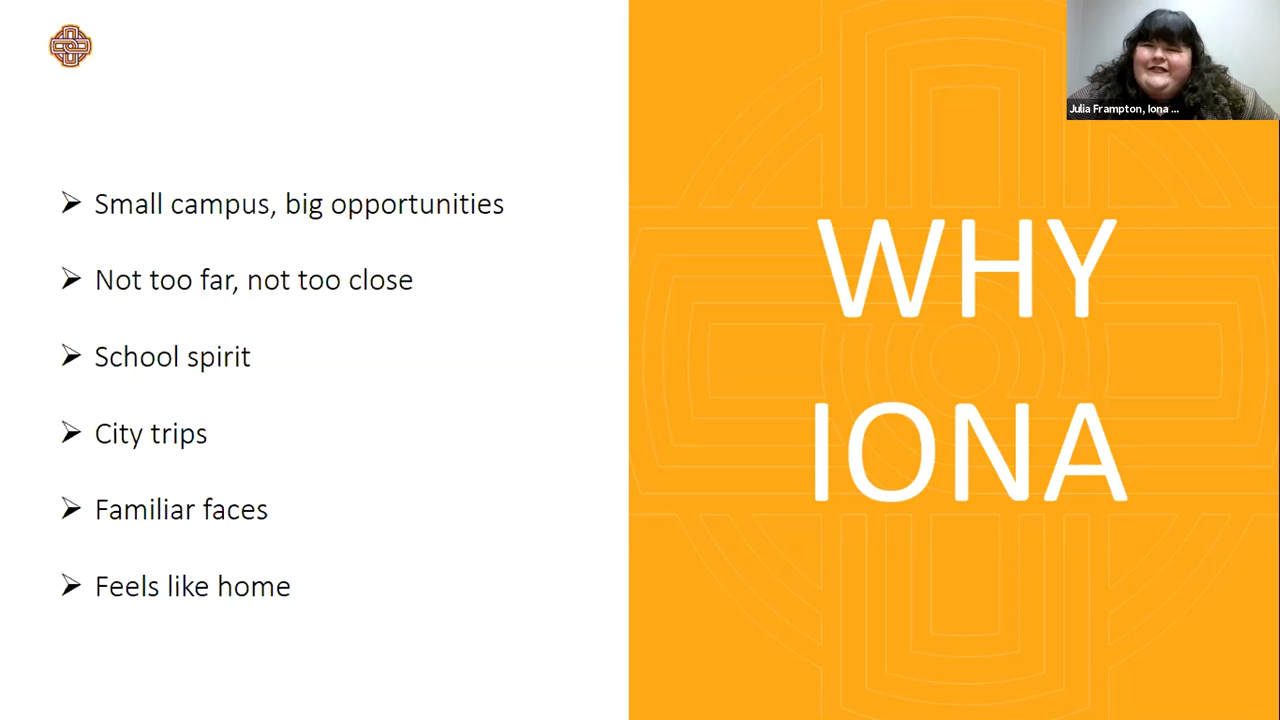 Julia Frampton, Iona ...
Small campus, big opportunities
Not too far, not too close
School spirit
City trips
Familiar faces
Feels like home
WHY
IONA